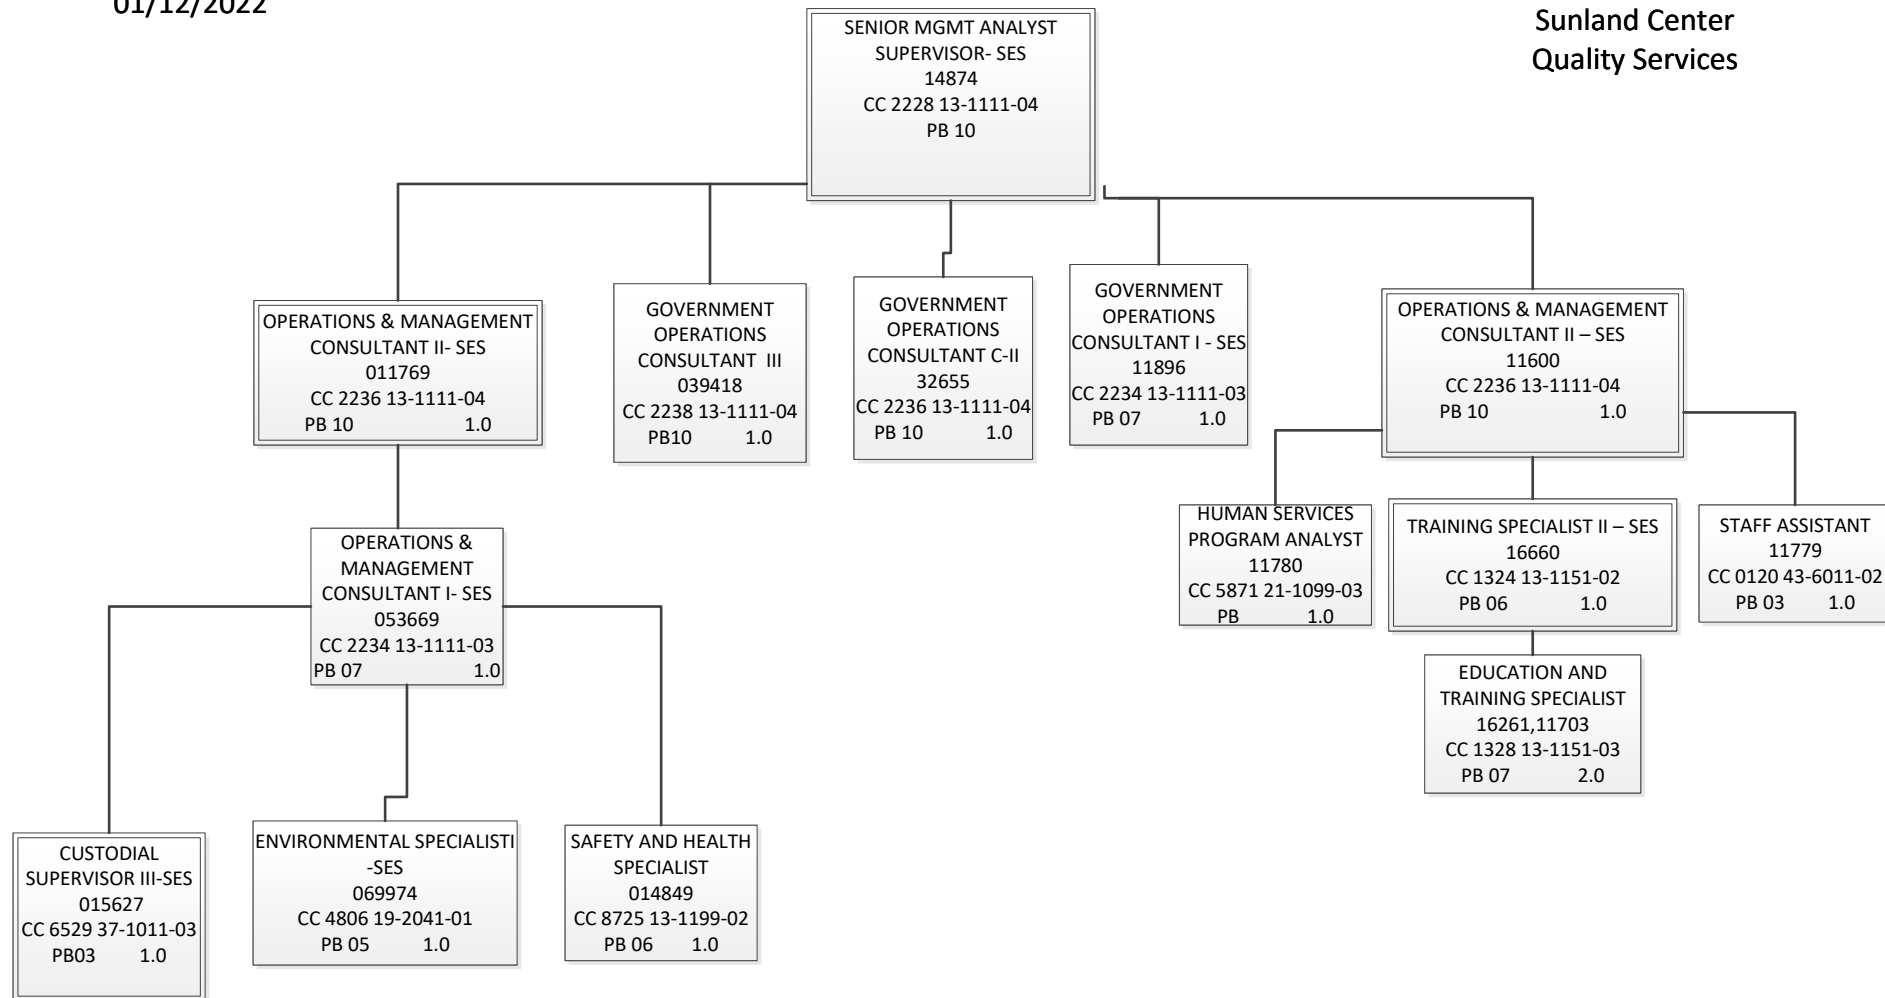 01/12/2022
Sunland Center
Quality Services
SENIOR MGMT ANALYST
SUPERVISOR- SES
14874
CC 2228 13-1111-04
PB 10
OPERATIONS & MANAGEMENT
CONSULTANT II- SES
011769
CC 2236 13-1111-04
PB 10 1.0
GOVERNMENT
OPERATIONS
CONSULTANT III
039418
CC 2238 13-1111-04
PB10 1.0
GOVERNMENT
OPERATIONS
CONSULTANT C-II
32655
CC 2236 13-1111-04
PB 10 1.0
GOVERNMENT
OPERATIONS
CONSULTANT I - SES
11896
CC 2234 13-1111-03
PB 07 1.0
OPERATIONS & MANAGEMENT
CONSULTANT II – SES
11600
CC 2236 13-1111-04
PB 10 1.0
OPERATIONS &
MANAGEMENT
CONSULTANT I- SES
053669
CC 2234 13-1111-03
PB 07 1.0
HUMAN SERVICES
PROGRAM ANALYST
11780
CC 5871 21-1099-03
PB 1.0
TRAINING SPECIALIST II – SES
16660
CC 1324 13-1151-02
PB 06 1.0
STAFF ASSISTANT
11779
CC 0120 43-6011-02
PB 03 1.0
EDUCATION AND
TRAINING SPECIALIST
16261,11703
CC 1328 13-1151-03
PB 07 2.0
CUSTODIAL
SUPERVISOR III-SES
015627
CC 6529 37-1011-03
PB03 1.0
ENVIRONMENTAL SPECIALISTI
-SES
069974
CC 4806 19-2041-01
PB 05 1.0
SAFETY AND HEALTH
SPECIALIST
014849
CC 8725 13-1199-02
PB 06 1.0